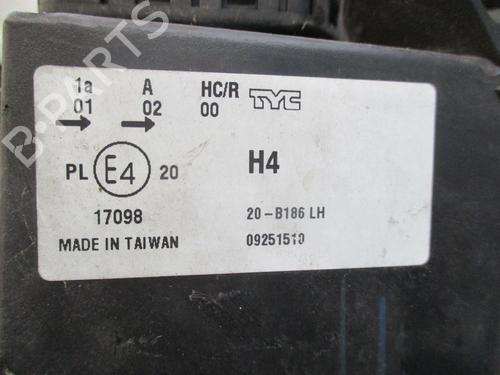 B-PARTS
1a A HC/R TYC
01 02 00
PL E4 20 H4
17098 20-B186 LH
MADE IN TAIWAN 09251510